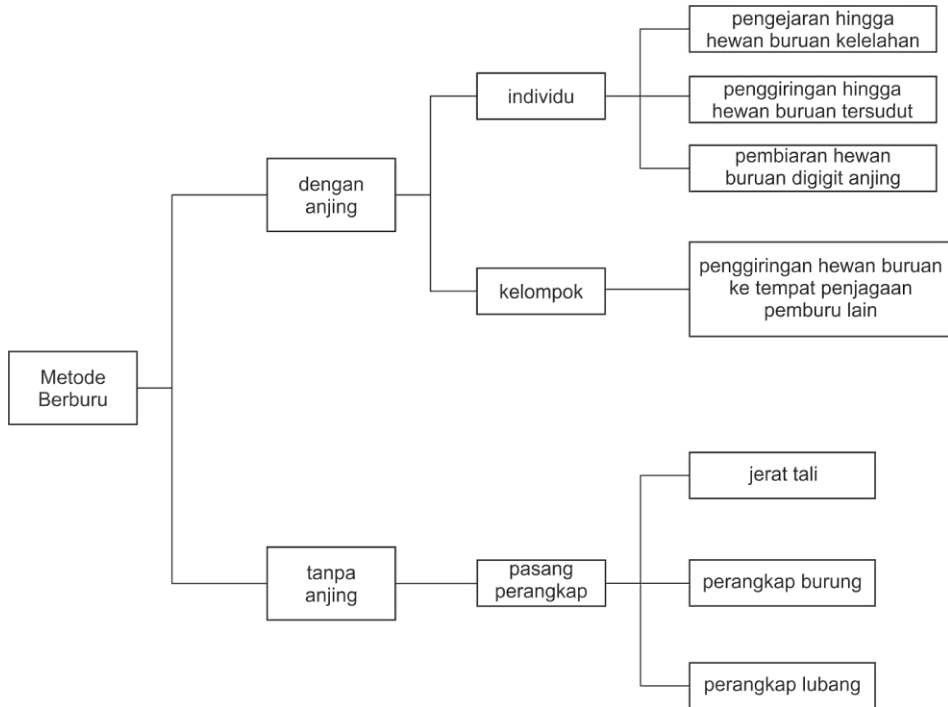 Metode
Berburu
dengan
anjing
individu
pengejaran hingga
hewan buruan kelelahan
penggiringan hingga
hewan buruan tersudut
pembiaran hewan
buruan digigit anjing
kelompok
penggiringan hewan buruan
ke tempat penjagaan
pemburu lain
tanpa
anjing
pasang
perangkap
jerat tali
perangkap burung
perangkap lubang